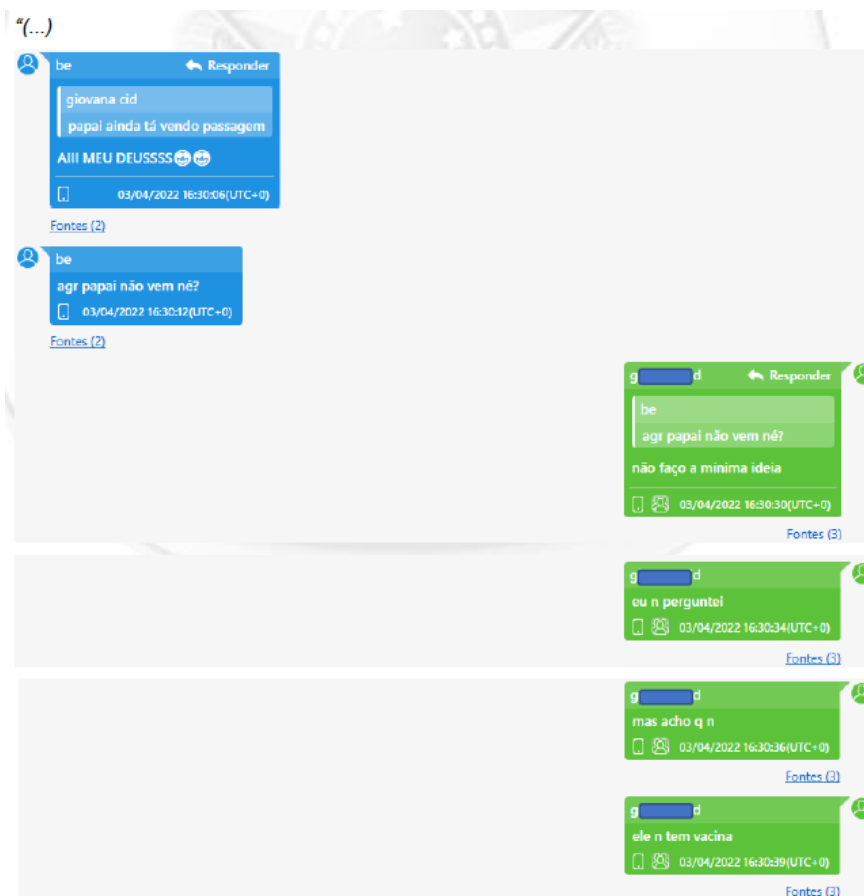 “(...)
be Responder
giovana cid
papai ainda tá vendo passagem
AIII MEU DEUSSSS
03/04/2022 16:30:06(UTC+0)
Fontes (2)
be
agr papai não vem né?
03/04/2022 16:30:12(UTC+0)
Fontes (2)
g d Responder
be
agr papai não vem né?
não faço a minima ideia
03/04/2022 16:30:30(UTC+0)
Fontes (3)
g d
eu n perguntei
03/04/2022 16:30:34(UTC+0)
Fontes (3)
g d
mas acho q n
03/04/2022 16:30:36(UTC+0)
Fontes (3)
g d
ele n tem vacina
03/04/2022 16:30:39(UTC+0)
Fontes (3)